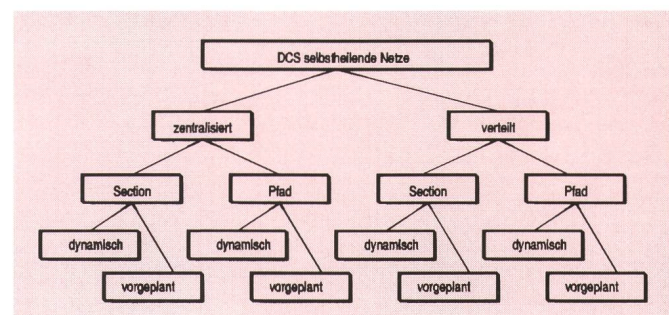 DCS selbstheilende Netze
zentralisiert verteilt
Section Pfad Section Pfad
dynamisch dynamisch dynamisch dynamisch
vorgeplant vorgeplant vorgeplant vorgeplant